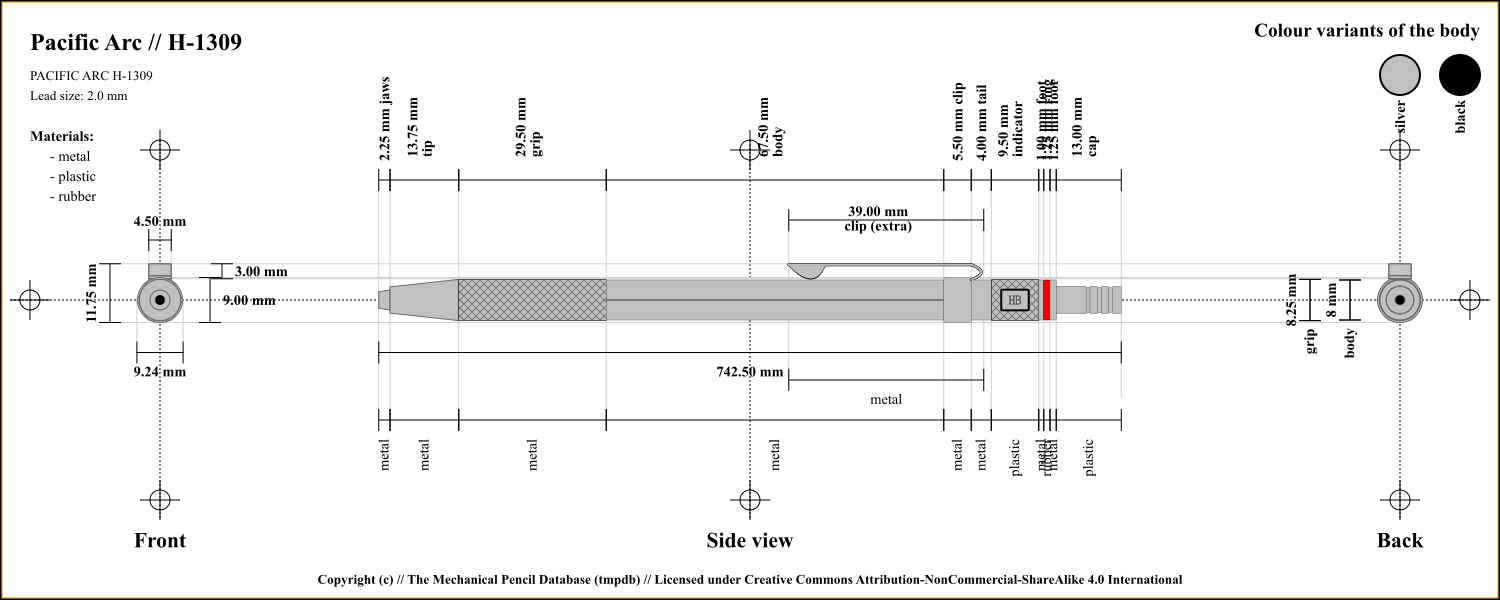 Pacific Arc // H-1309
PACIFIC ARC H-1309
Lead size: 2.0 mm
Materials:
- metal
- plastic
- rubber
Colour variants of the body
silver
black
2.25 mm jaws
13.75 mm
tip
29.50 mm
grip
67.50 mm
body
5.50 mm clip
4.00 mm tail
9.50 mm
indicator
1.00 mm foot
1.25 mm foot
13.00 mm
cap
39.00 mm
clip (extra)
4.50 mm
3.00 mm
11.75 mm
9.00 mm
9.24 mm
HB
8.25 mm
grip
8 mm
body
742.50 mm
metal
metal
metal
metal
metal
metal
metal
plastic
metal
rubber
metal
plastic
Front
Side view
Back
Copyright (c) // The Mechanical Pencil Database (tmpdb) // Licensed under Creative Commons Attribution-NonCommercial-ShareAlike 4.0 International